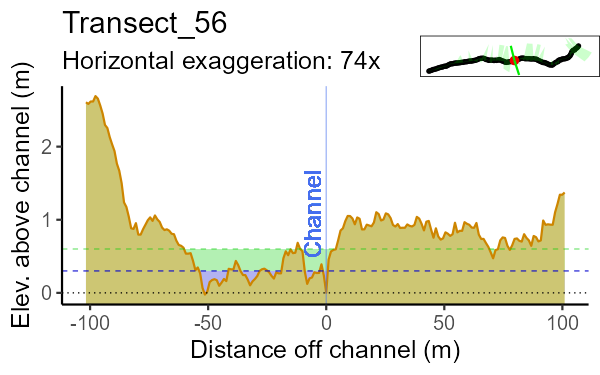 Transect_56
Horizontal exaggeration: 74x
Elev. above channel (m)
2
1
0
Channel
-100
-50
0
50
100
Distance off channel (m)